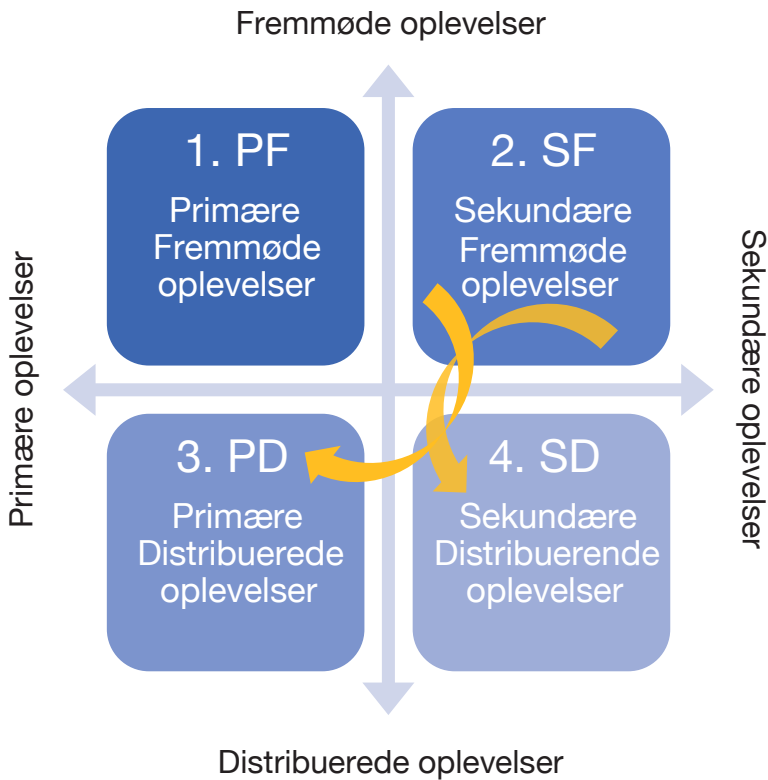 Fremmøde oplevelser
1. PF
Primære
Fremmøde
oplevelser
2. SF
Sekundære
Fremmøde
oplevelser
Primære oplevelser
Sekundære oplevelser
3. PD
Primære
Distribuerede
oplevelser
4. SD
Sekundære
Distribuerende
oplevelser
Distribuerede oplevelser